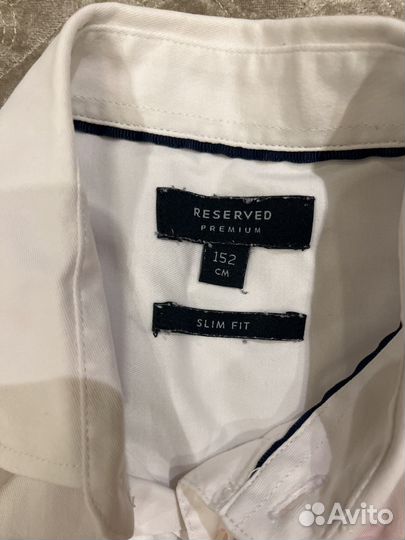 RESERVED
PREMIUM
152
CM
SLIM FIT
Avito